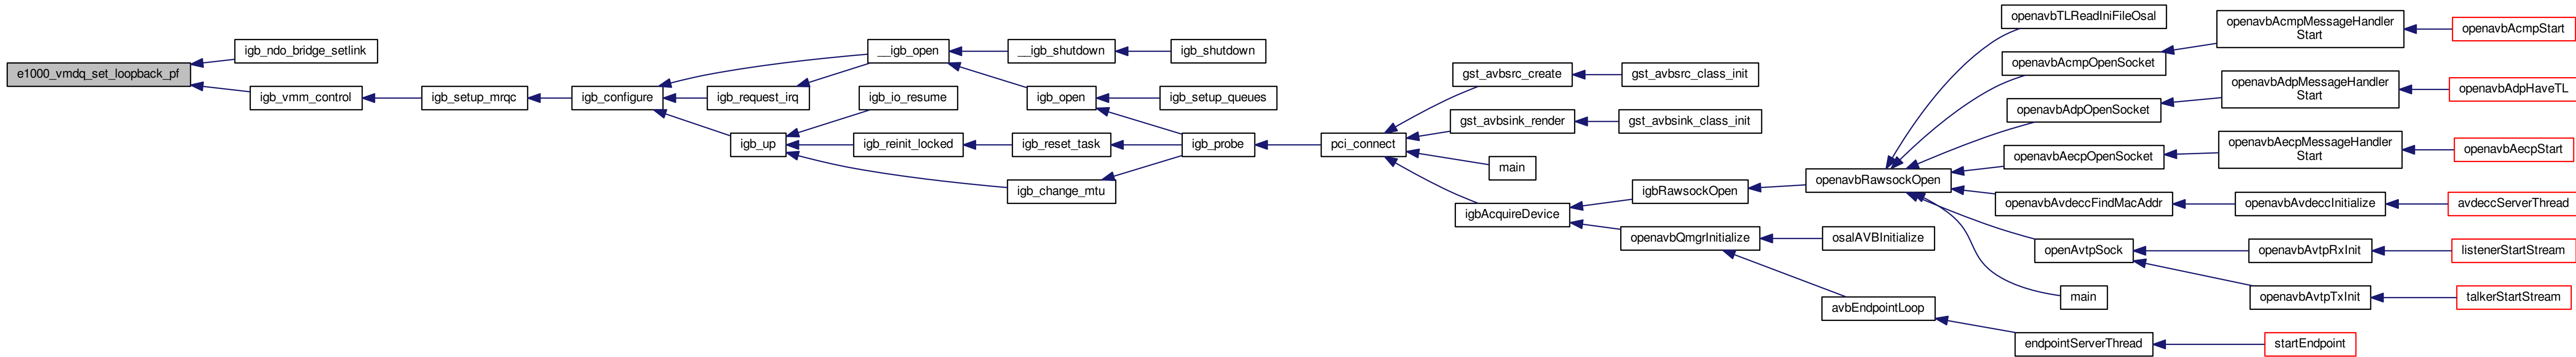 e1000_vmdq_set_loopback_pf
igb_ndo_bridge_setlink
igb_vmm_control
igb_setup_mrqc
igb_configure
__igb_open
igb_request_irq
igb_up
__igb_shutdown
igb_shutdown
igb_open
igb_setup_queues
igb_io_resume
igb_reinit_locked
igb_reset_task
igb_change_mtu
igb_probe
pci_connect
gst_avbsrc_create
gst_avbsrc_class_init
gst_avbsink_render
gst_avbsink_class_init
main
igbAcquireDevice
igbRawsockOpen
openavbQmgrInitialize
osalAVBInitialize
avbEndpointLoop
endpointServerThread
startEndpoint
openavbRawsockOpen
openavbTLReadIniFileOsal
openavbAcmpOpenSocket
openavbAcmpMessageHandler
Start
openavbAcmpStart
openavbAdpOpenSocket
openavbAdpMessageHandler
Start
openavbAdpHaveTL
openavbAecpOpenSocket
openavbAecpMessageHandler
Start
openavbAecpStart
openavbAvdeccFindMacAddr
openavbAvdeccInitialize
avdeccServerThread
openAvtpSock
openavbAvtpRxInit
listenerStartStream
openavbAvtpTxInit
talkerStartStream
main